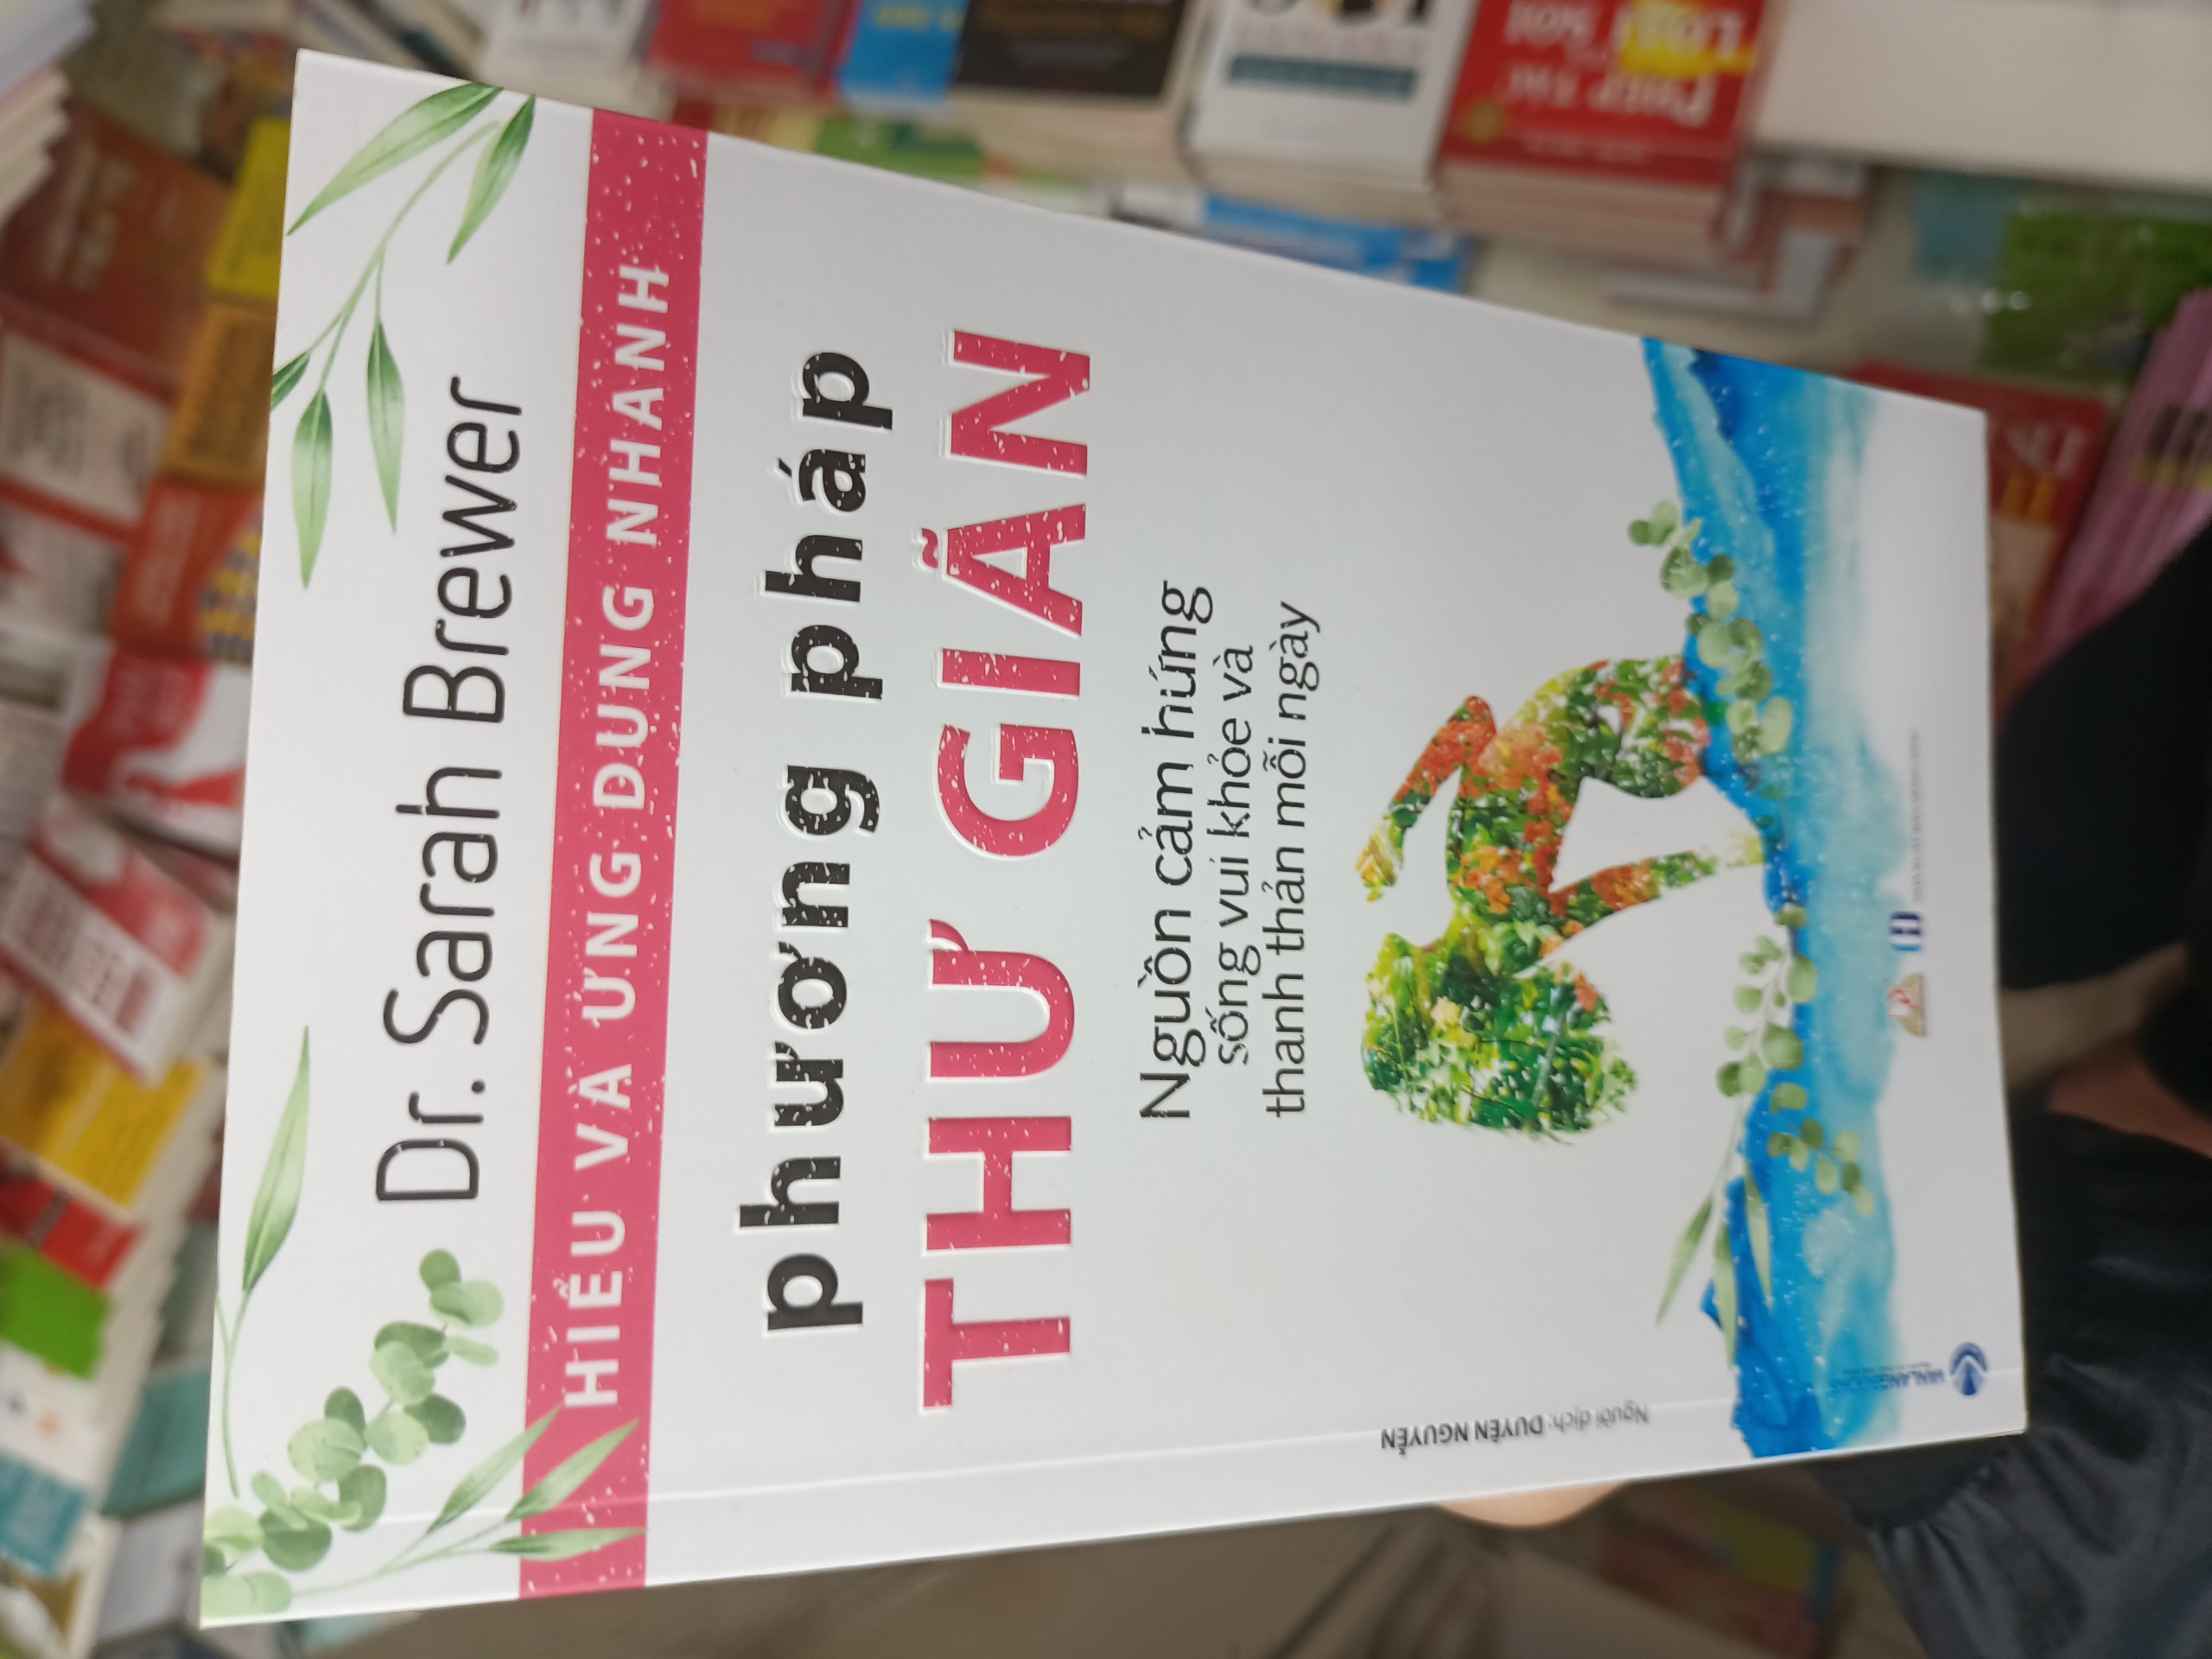 Dr. Sarah Brewer
HIỂU VÀ ỨNG DỤNG NHANH
phương pháp
THƯ GIÃN
Nguồn cảm hứng
sống vui khỏe và
thanh thản mỗi ngày
Người dịch: DUYÊN NGUYỄN
VANLANGBOOKS